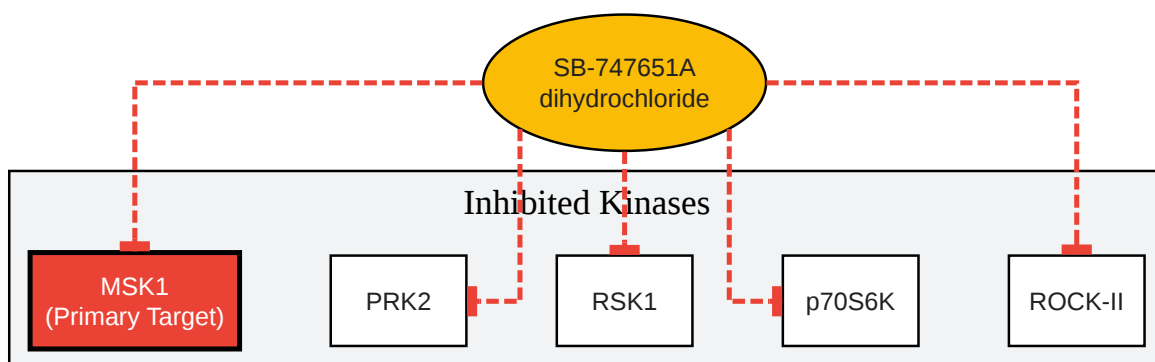 SB-747651A
dihydrochloride
Inhibited Kinases
MSK1
(Primary Target)
PRK2
RSK1
p70S6K
ROCK-II